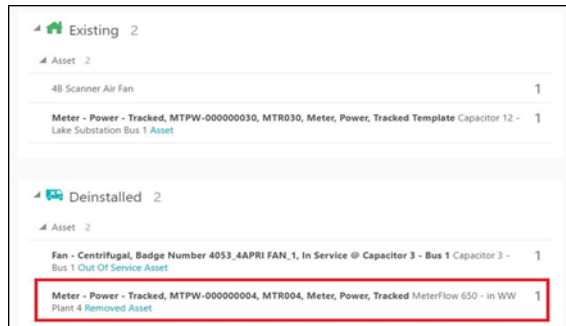 Existing 2
Asset 2
4B Scanner Air Fan 1
Meter - Power - Tracked, MTPW-000000030, MTR030, Meter, Power, Tracked Template Capacitor 12 - 1
Lake Substation Bus 1 Asset
Deinstalled 2
Asset 2
Fan - Centrifugal, Badge Number 4053_4APRI FAN_1, In Service @ Capacitor 3 - Bus 1 Capacitor 3 - 1
Bus 1 Out Of Service Asset
Meter - Power - Tracked, MTPW-000000004, MTR004, Meter, Power, Tracked MeterFlow 650 - in WW 1
Plant 4 Removed Asset